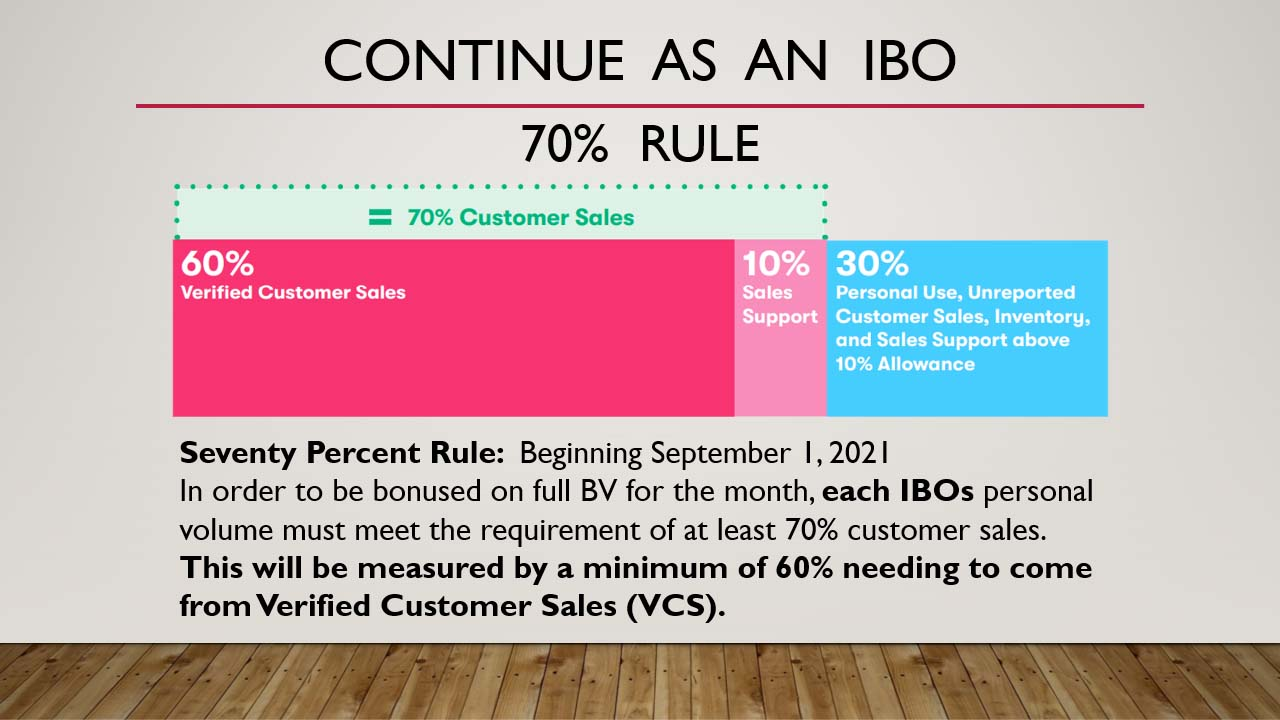 CONTINUE AS AN IBO
70% RULE
= 70% Customer Sales
60%
Verified Customer Sales
10%
Sales
Support
30%
Personal Use, Unreported
Customer Sales, Inventory,
and Sales Support above
10% Allowance
Seventy Percent Rule: Beginning September 1, 2021
In order to be bonused on full BV for the month, each IBOs personal
volume must meet the requirement of at least 70% customer sales.
This will be measured by a minimum of 60% needing to come
from Verified Customer Sales (VCS).